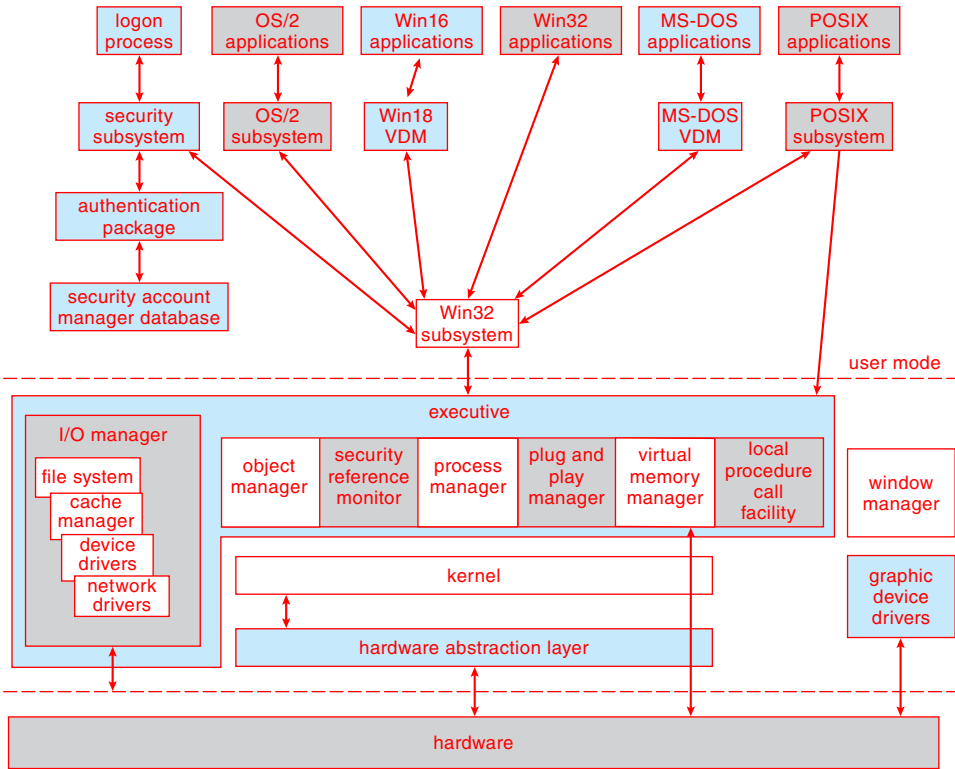 logon
process
OS/2
applications
Win16
applications
Win32
applications
MS-DOS
applications
POSIX
applications
security
subsystem
OS/2
subsystem
Win18
VDM
MS-DOS
VDM
POSIX
subsystem
authentication
package
security account
manager database
Win32
subsystem
user mode
executive
I/O manager
file system
cache
manager
device
drivers
network
drivers
object
manager
security
reference
monitor
process
manager
plug and
play
manager
virtual
memory
manager
local
procedure
call
facility
window
manager
kernel
graphic
device
drivers
hardware abstraction layer
hardware